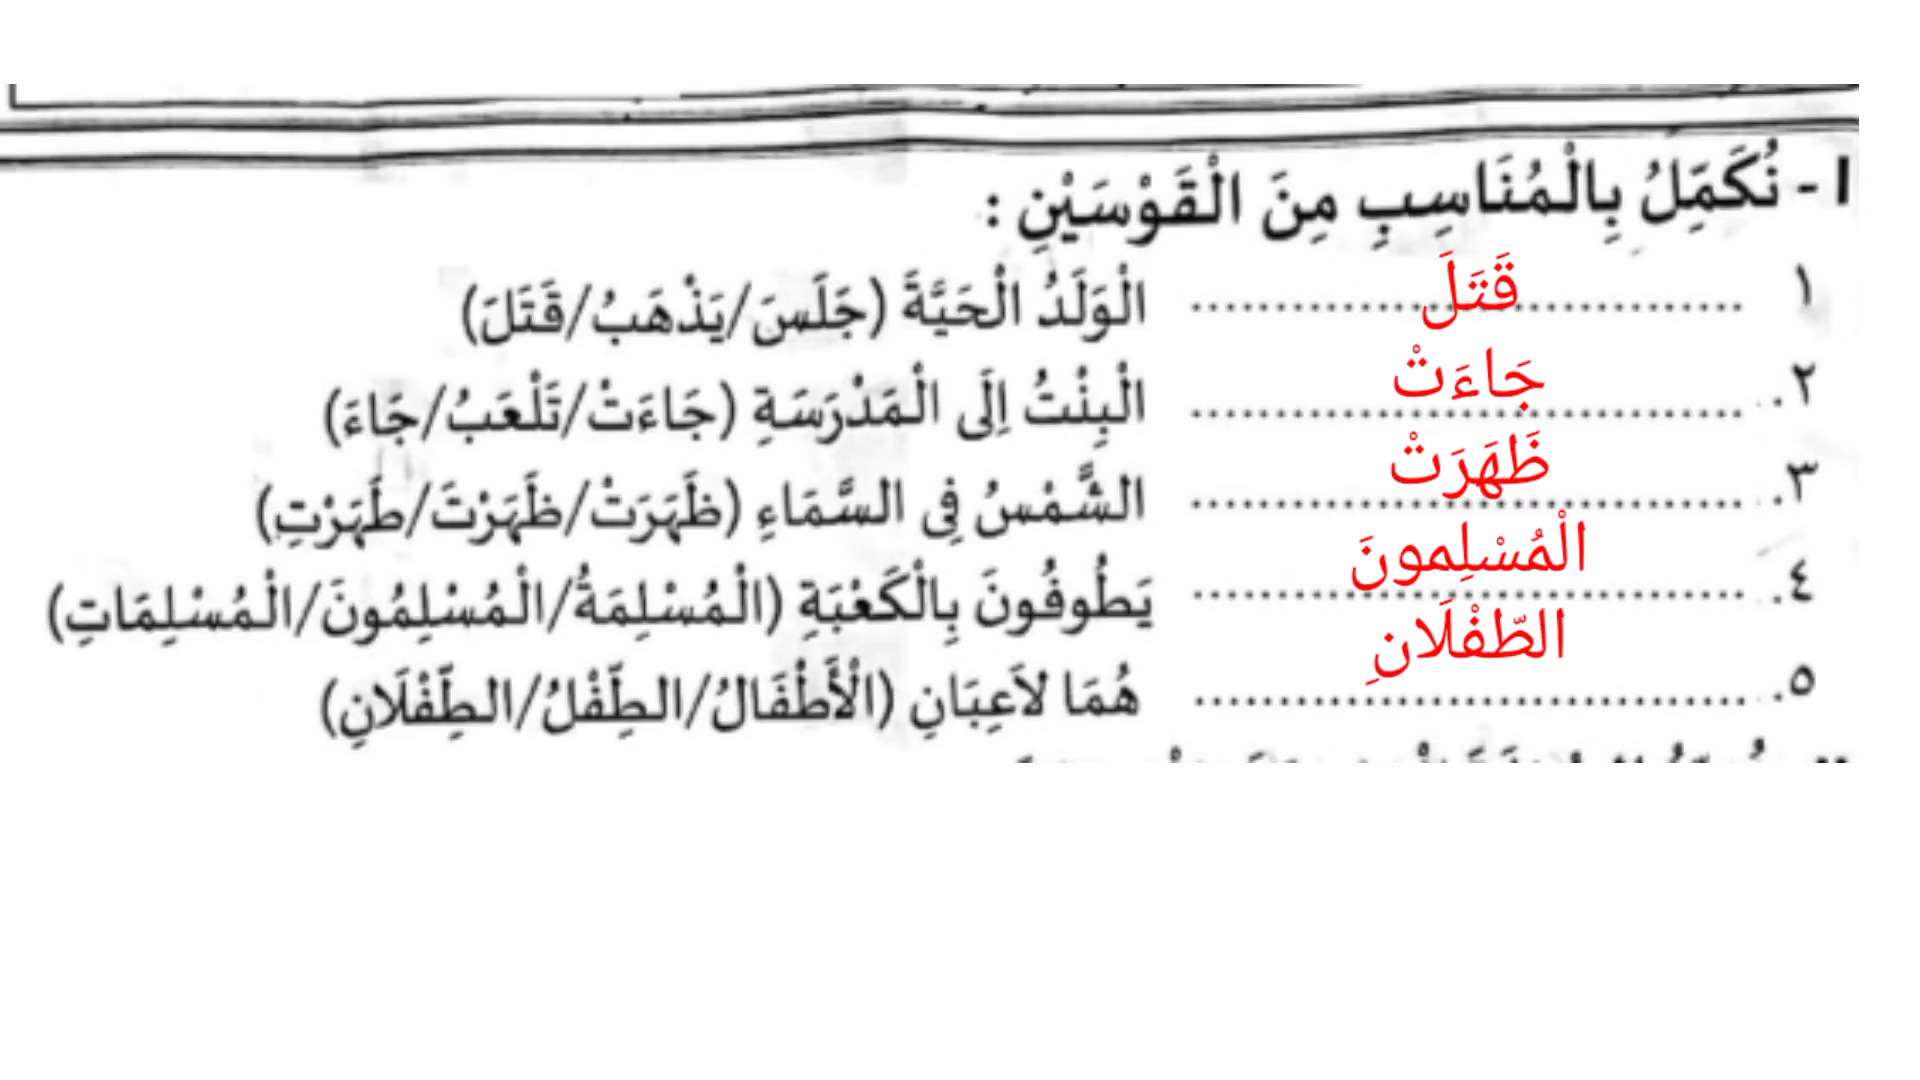 I - نُكَمِّلُ بِالْمُنَاسِبِ مِنَ الْقَوْسَيْنِ :
١ قَتَلَ الْوَلَدُ الْحَيَّةَ (جَلَسَ/يَذْهَبُ/قَتَلَ)
٢. جَاءَتْ الْبِنْتُ اِلَى الْمَدْرَسَةِ (جَاءَتْ/تَلْعَبُ/جَاءَ)
٣. ظَهَرَتْ الشَّمْسُ فِى السَّمَاءِ (ظَهَرَتْ/ظَهَرْتَ/ظَهَرْتِ)
٤. الْمُسْلِمونَ يَطُوفُونَ بِالْكَعْبَةِ (الْمُسْلِمَةُ/الْمُسْلِمُونَ/الْمُسْلِمَاتِ)
٥. الطّفْلَانِ هُمَا لاَعِبَانِ (الْأَطْفَالُ/الطِّفْلُ/الطِّفْلَانِ)